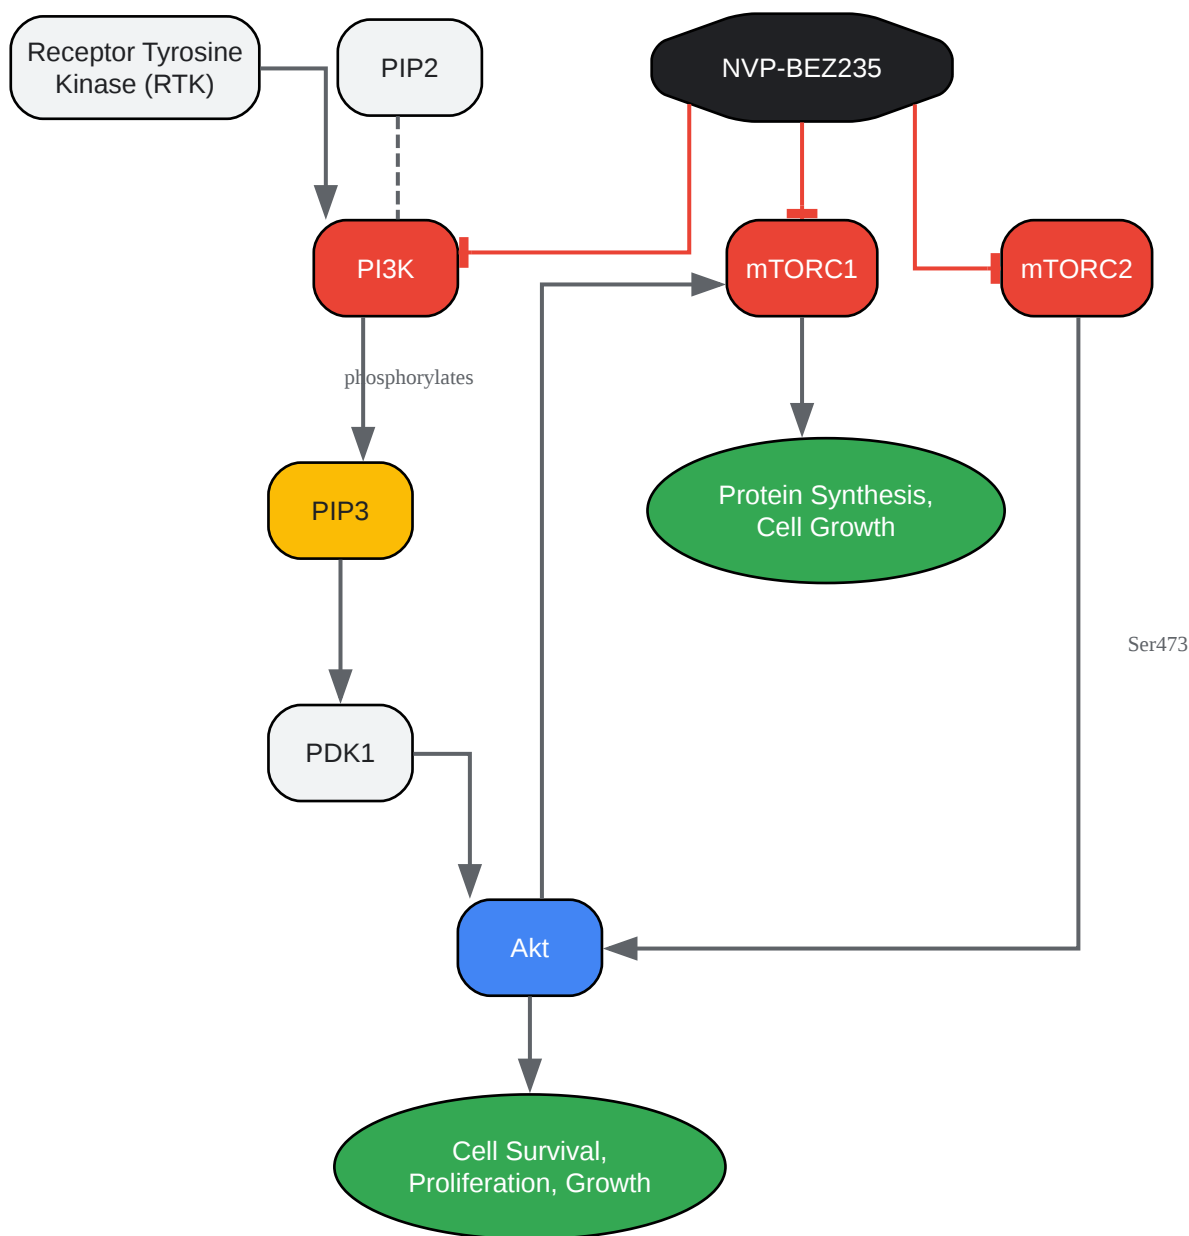 Receptor Tyrosine
Kinase (RTK)
PIP2
NVP-BEZ235
PI3K
mTORC1
mTORC2
phosphorylates
PIP3
Protein Synthesis,
Cell Growth
Ser473
PDK1
Akt
Cell Survival,
Proliferation, Growth